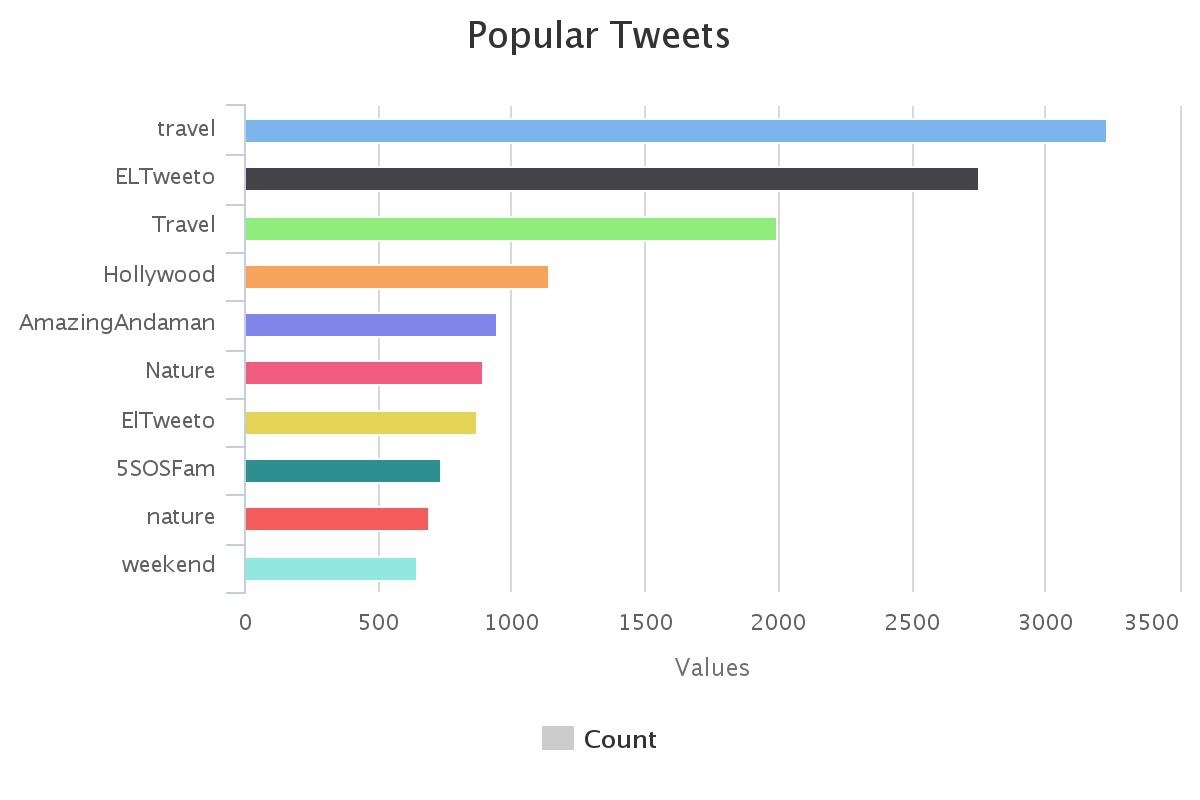 Popular Tweets
travel
ELTweeto
Travel
Hollywood
AmazingAndaman
Nature
ElTweeto
5SOSFam
nature
weekend
0 500 1000 1500 2000 2500 3000 3500
Values
Count